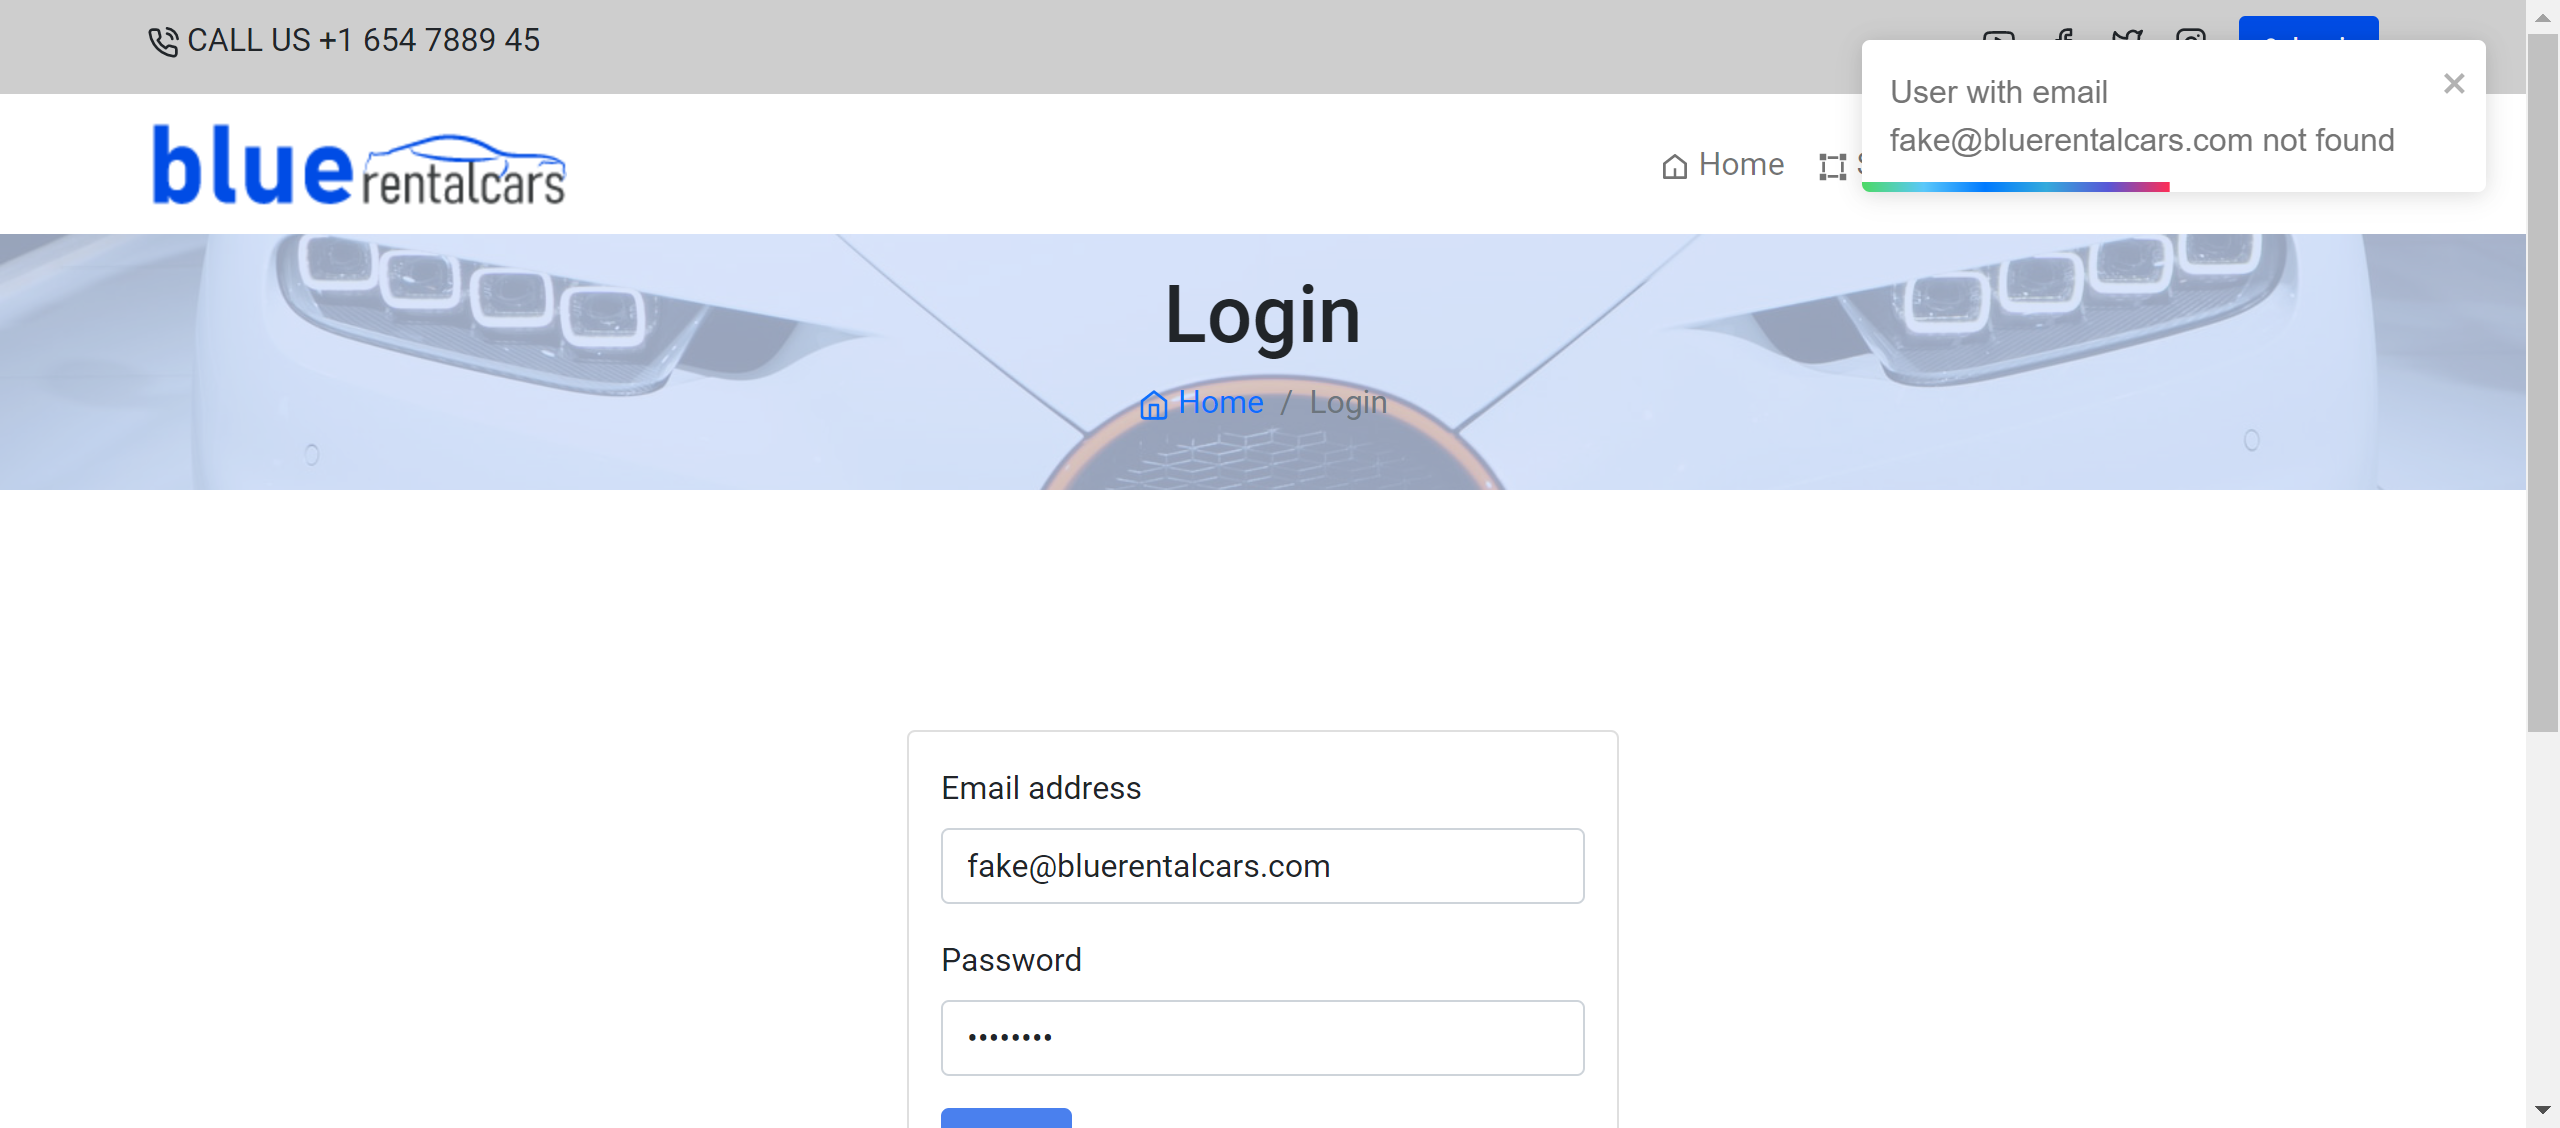 CALL US +1 654 7889 45
User with email
fake@bluerentalcars.com not found
blue rentalcars
Home
Login
Home / Login
Email address
fake@bluerentalcars.com
Password
••••••••